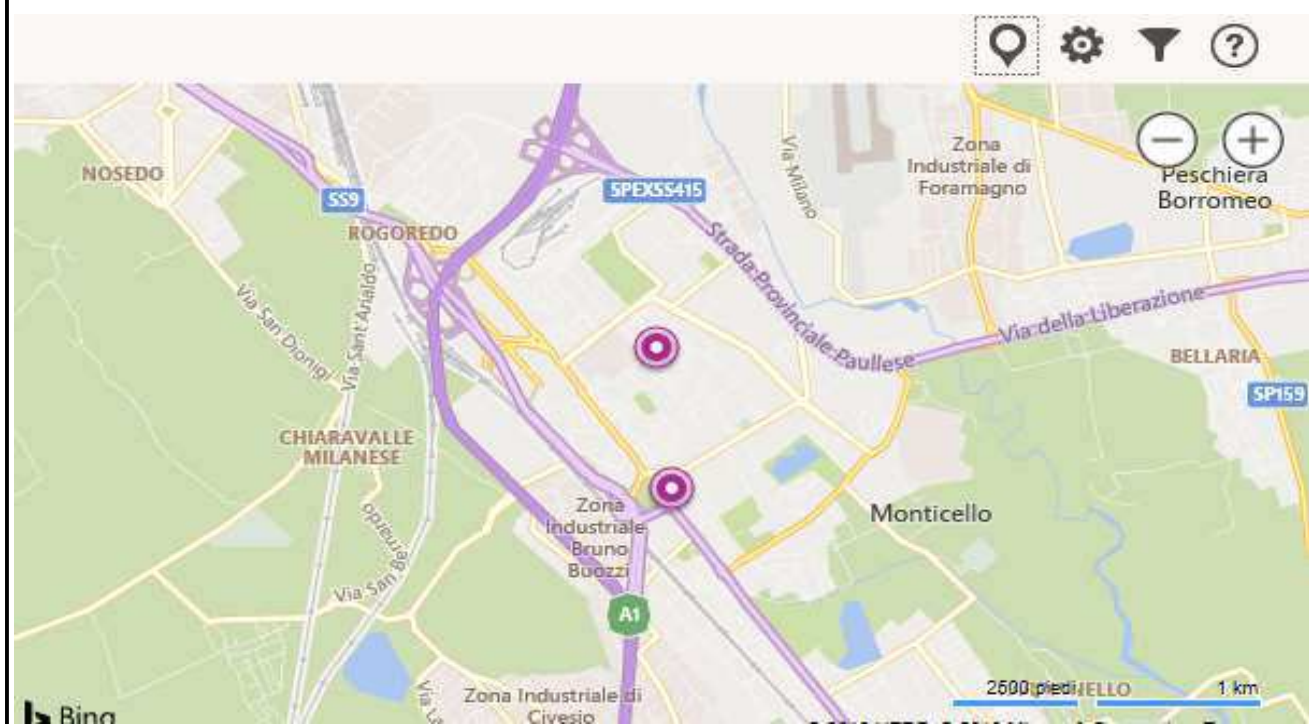 ?
NOSEDO
SS9
ROGOREDO
SPEXSS415
Via Milano
Zona
Industriale di
Foramagno
Peschiera
Borromeo
Strada Provinciale Paullese
Via della Liberazione
BELLARIA
SP159
Via San Dionigi
Via Sant'Arialdo
CHIARAVALLE
MILANESE
Via San Bernardo
Zona
Industriale
Bruno
Buozzi
Monticello
A1
Zona Industriale di
Civesio
2500 piedi
1 km
Bing